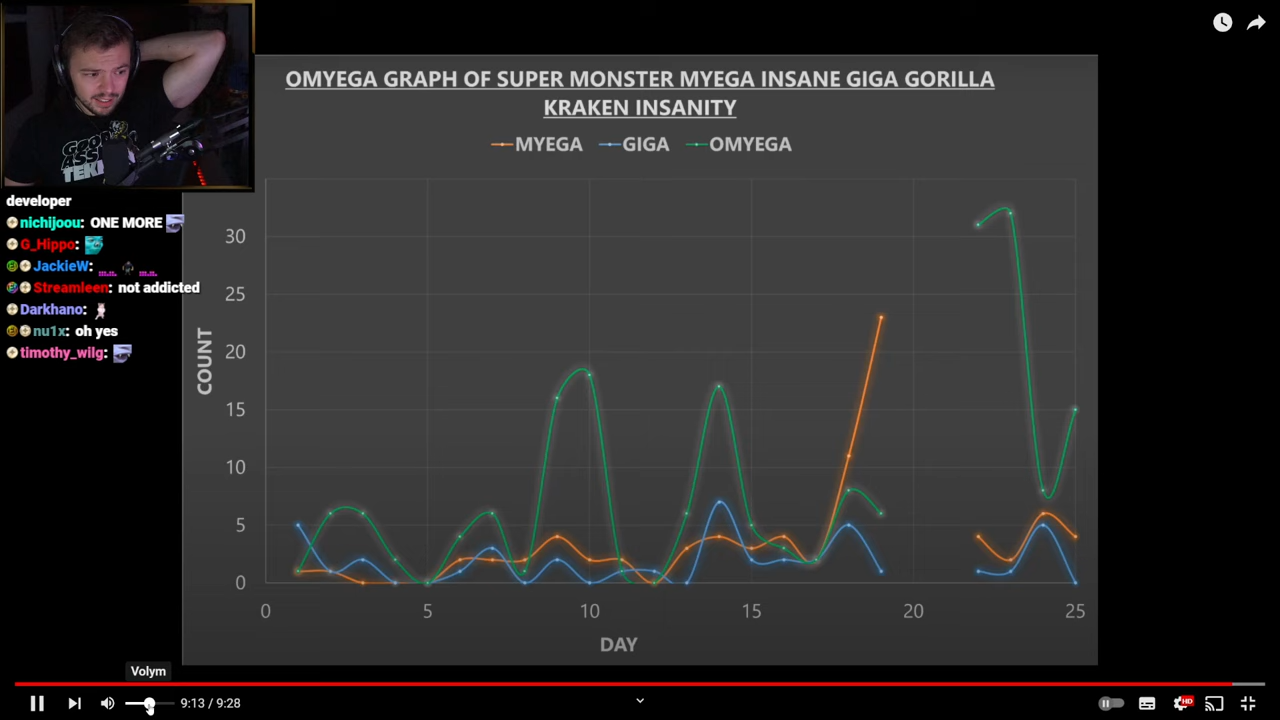 OMYEGA GRAPH OF SUPER MONSTER MYEGA INSANE GIGA GORILLA
KRAKEN INSANITY
MYEGA GIGA OMYEGA
developer
nichijoou: ONE MORE
G_Hippo:
JackieW:
Streamleen: not addicted
Darkhano:
nu1x: oh yes
timothy_wilg:
COUNT
30
25
20
15
10
5
0
0 5 10 15 20 25
DAY
Volym
9:13 / 9:28
HD